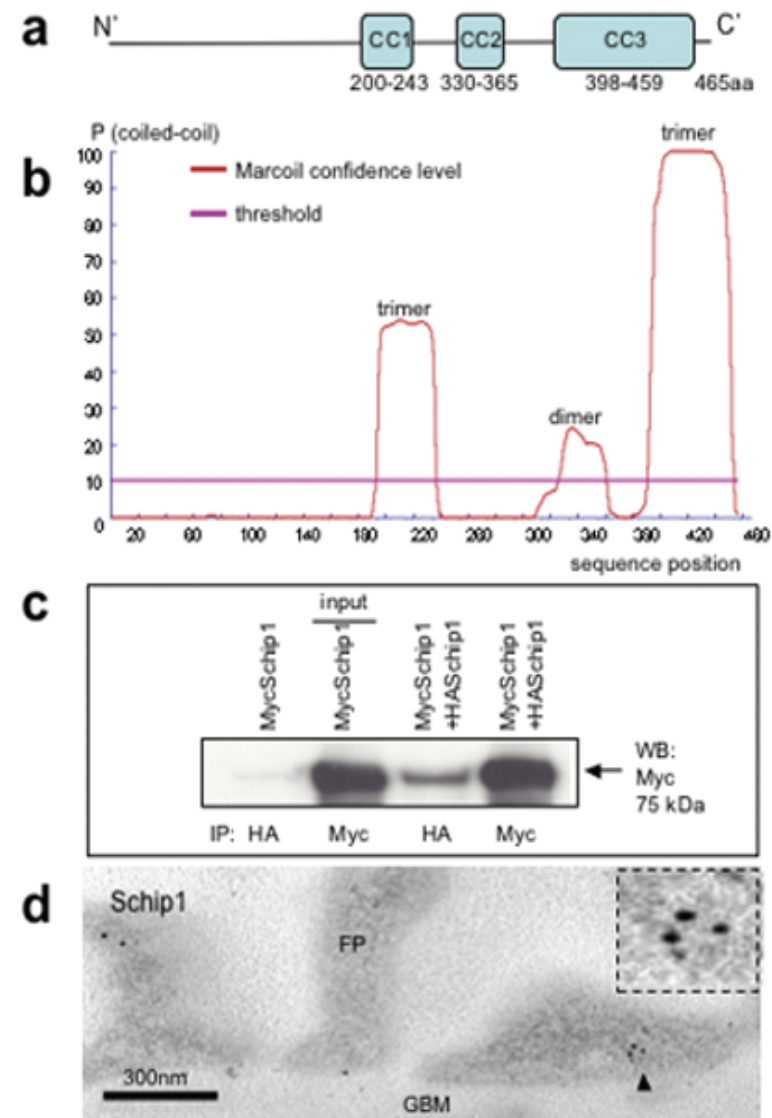 a
N' C'
CC1 CC2 CC3
200-243 330-365 398-459 465aa
b
P (coiled-coil)
trimer
100
Marcoil confidence level
90
threshold
80
70
60
trimer
50
40
30
dimer
20
10
0
20 60 100 140 180 220 260 300 340 380 420 460
sequence position
c
input
MycSchip1
MycSchip1
MycSchip1
+HASchip1
MycSchip1
+HASchip1
WB:
Myc
75 kDa
IP: HA Myc HA Myc
d
Schip1
FP
300nm
GBM